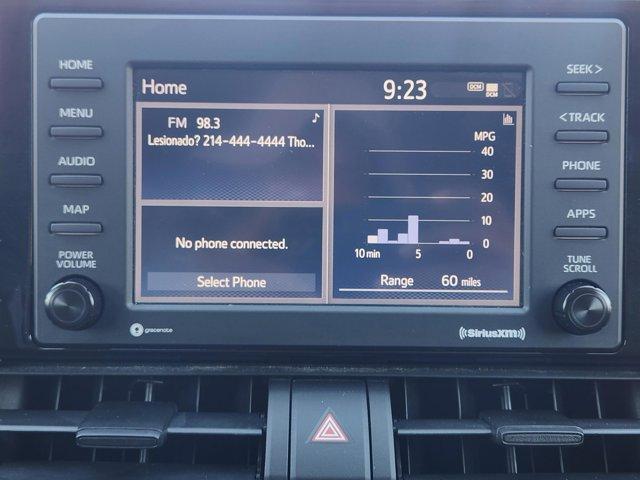 HOME
MENU
AUDIO
MAP
POWER
VOLUME
Home
9:23
DCM
DCM
FM 98.3
Lesionado? 214-444-4444 Tho...
No phone connected.
Select Phone
MPG
40
30
20
10
0
10 min 5 0
Range 60 miles
SEEK >
< TRACK
PHONE
APPS
TUNE
SCROLL
gracenote
((SiriusXM))